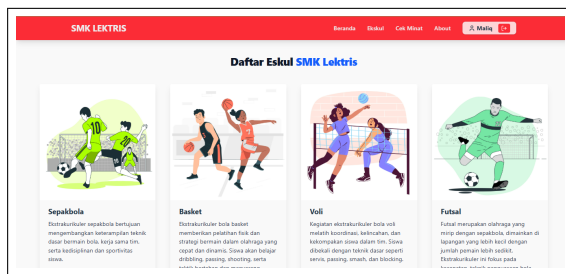 SMK LEKTRIS
Beranda Ekskul Cek Minat About Maliq
Daftar Eskul SMK Lektris
Sepakbola
Ekstrakurikuler sepakbola bertujuan
mengembangkan keterampilan teknik
dasar bermain bola, kerja sama tim,
serta kedisiplinan dan sportivitas
siswa.
Basket
Ekstrakurikuler bola basket
memberikan pelatihan fisik dan
strategi bermain dalam olahraga yang
cepat dan dinamis. Siswa akan belajar
dribbling, passing, shooting, serta
Voli
Kegiatan ekstrakurikuler bola voli
melatih koordinasi, kelincahan, dan
kekompakan siswa dalam tim. Siswa
dibekali dengan teknik dasar seperti
servis, passing, smash, dan blocking.
Futsal
Futsal merupakan olahraga yang
mirip dengan sepakbola, dimainkan di
lapangan yang lebih kecil dengan
jumlah pemain lebih sedikit.
Ekstrakurikuler ini fokus pada